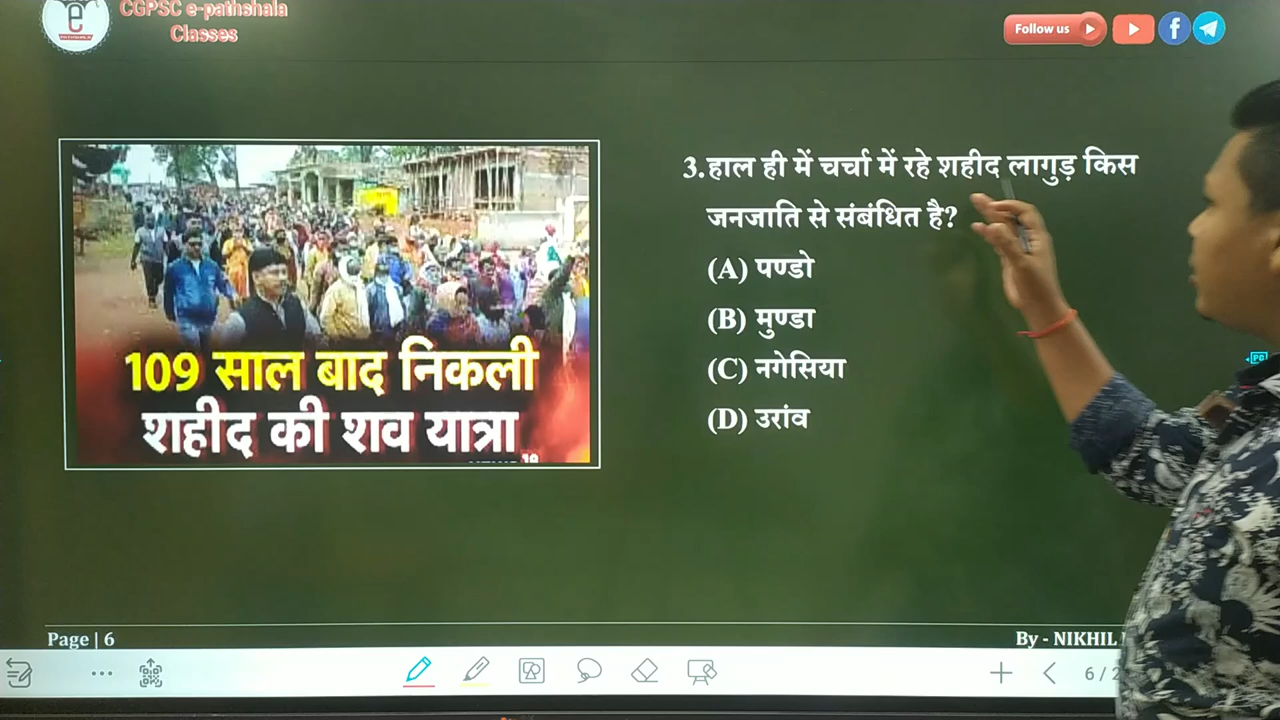 CGPSC e-pathshala
Classes
Follow us
109 साल बाद निकली
शहीद की शव यात्रा
3. हाल ही में चर्चा में रहे शहीद लागुड़ किस
जनजाति से संबंधित है?
(A) पण्डो
(B) मुण्डा
(C) नगेसिया
(D) उरांव
Page | 6
By - NIKHIL
6 / 2